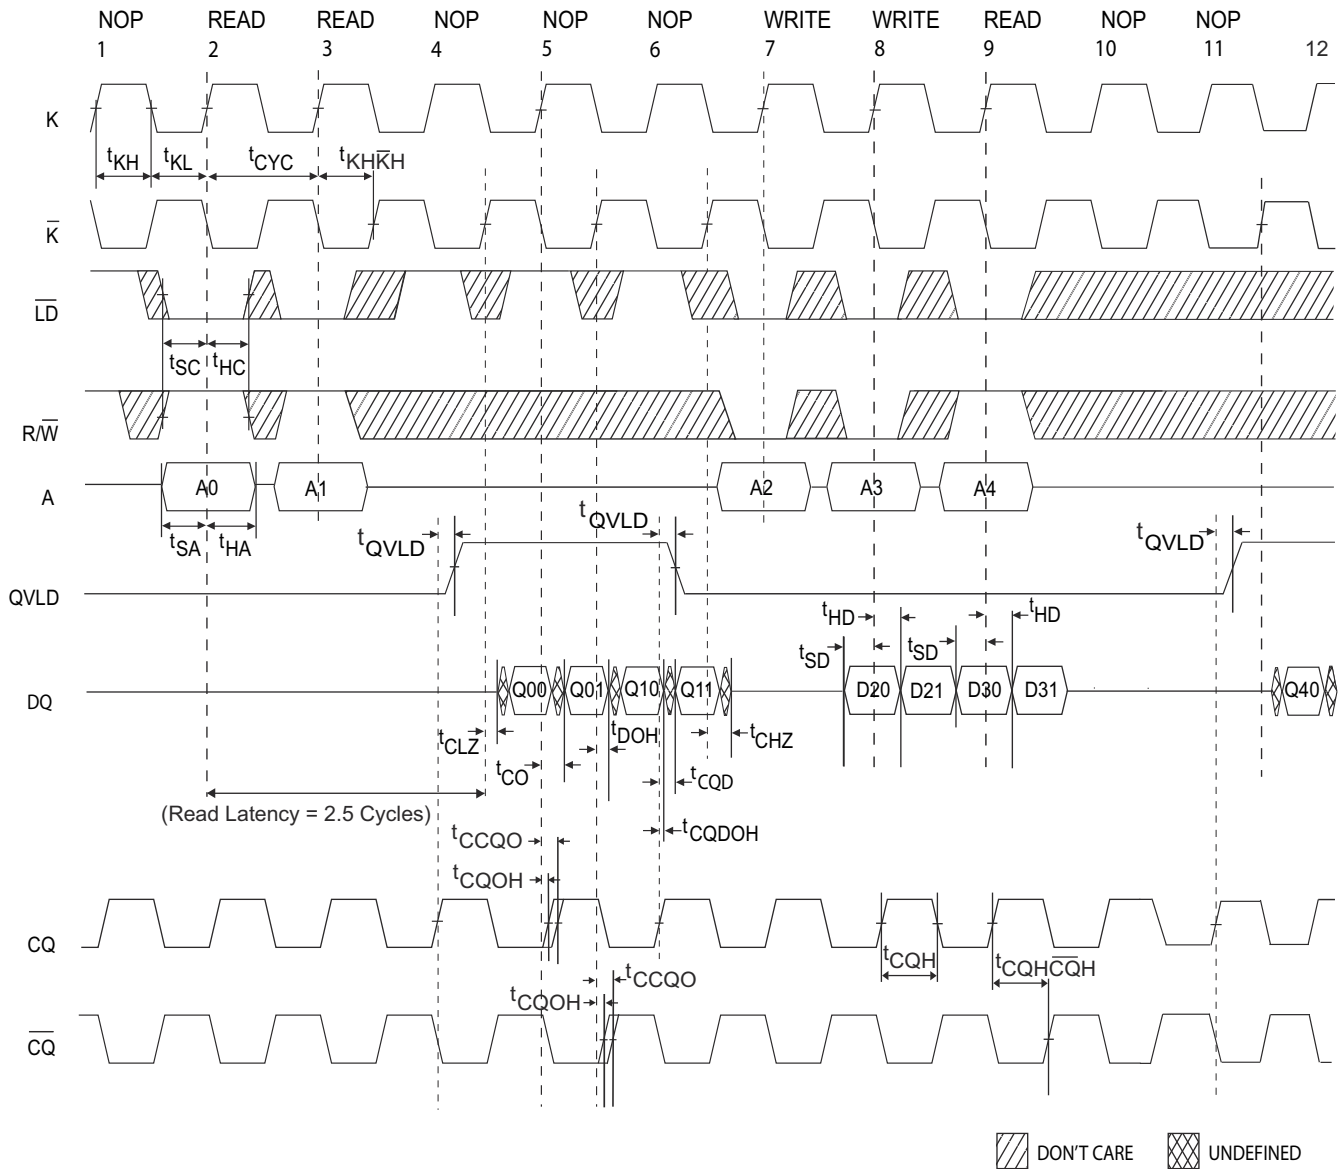 NOP READ READ NOP NOP NOP WRITE WRITE READ NOP NOP
1 2 3 4 5 6 7 8 9 10 11 12
K
tKH tKL tCYC tKHK̅H
K̅
L̅D̅
tSC tHC
R/W̅
A A0 A1 A2 A3 A4
tSA tHA tQVLD tQVLD tQVLD
QVLD
tHD tHD
tSD tSD
DQ Q00 Q01 Q10 Q11 D20 D21 D30 D31 Q40
tCLZ tDOH tCHZ
tCO tCQD
(Read Latency = 2.5 Cycles)
tCQDOH
tCCQO
tCQOH
CQ
tCQH tCQHC̅Q̅H
tCCQO
tCQOH
C̅Q̅
DON'T CARE UNDEFINED